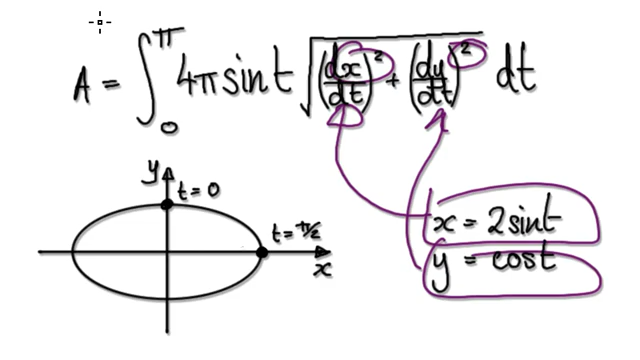 A = ∫₀^π 4π sin t √((dx/dt)² + (dy/dt)²) dt
y
t = 0
t = π/2
x
x = 2 sin t
y = cos t